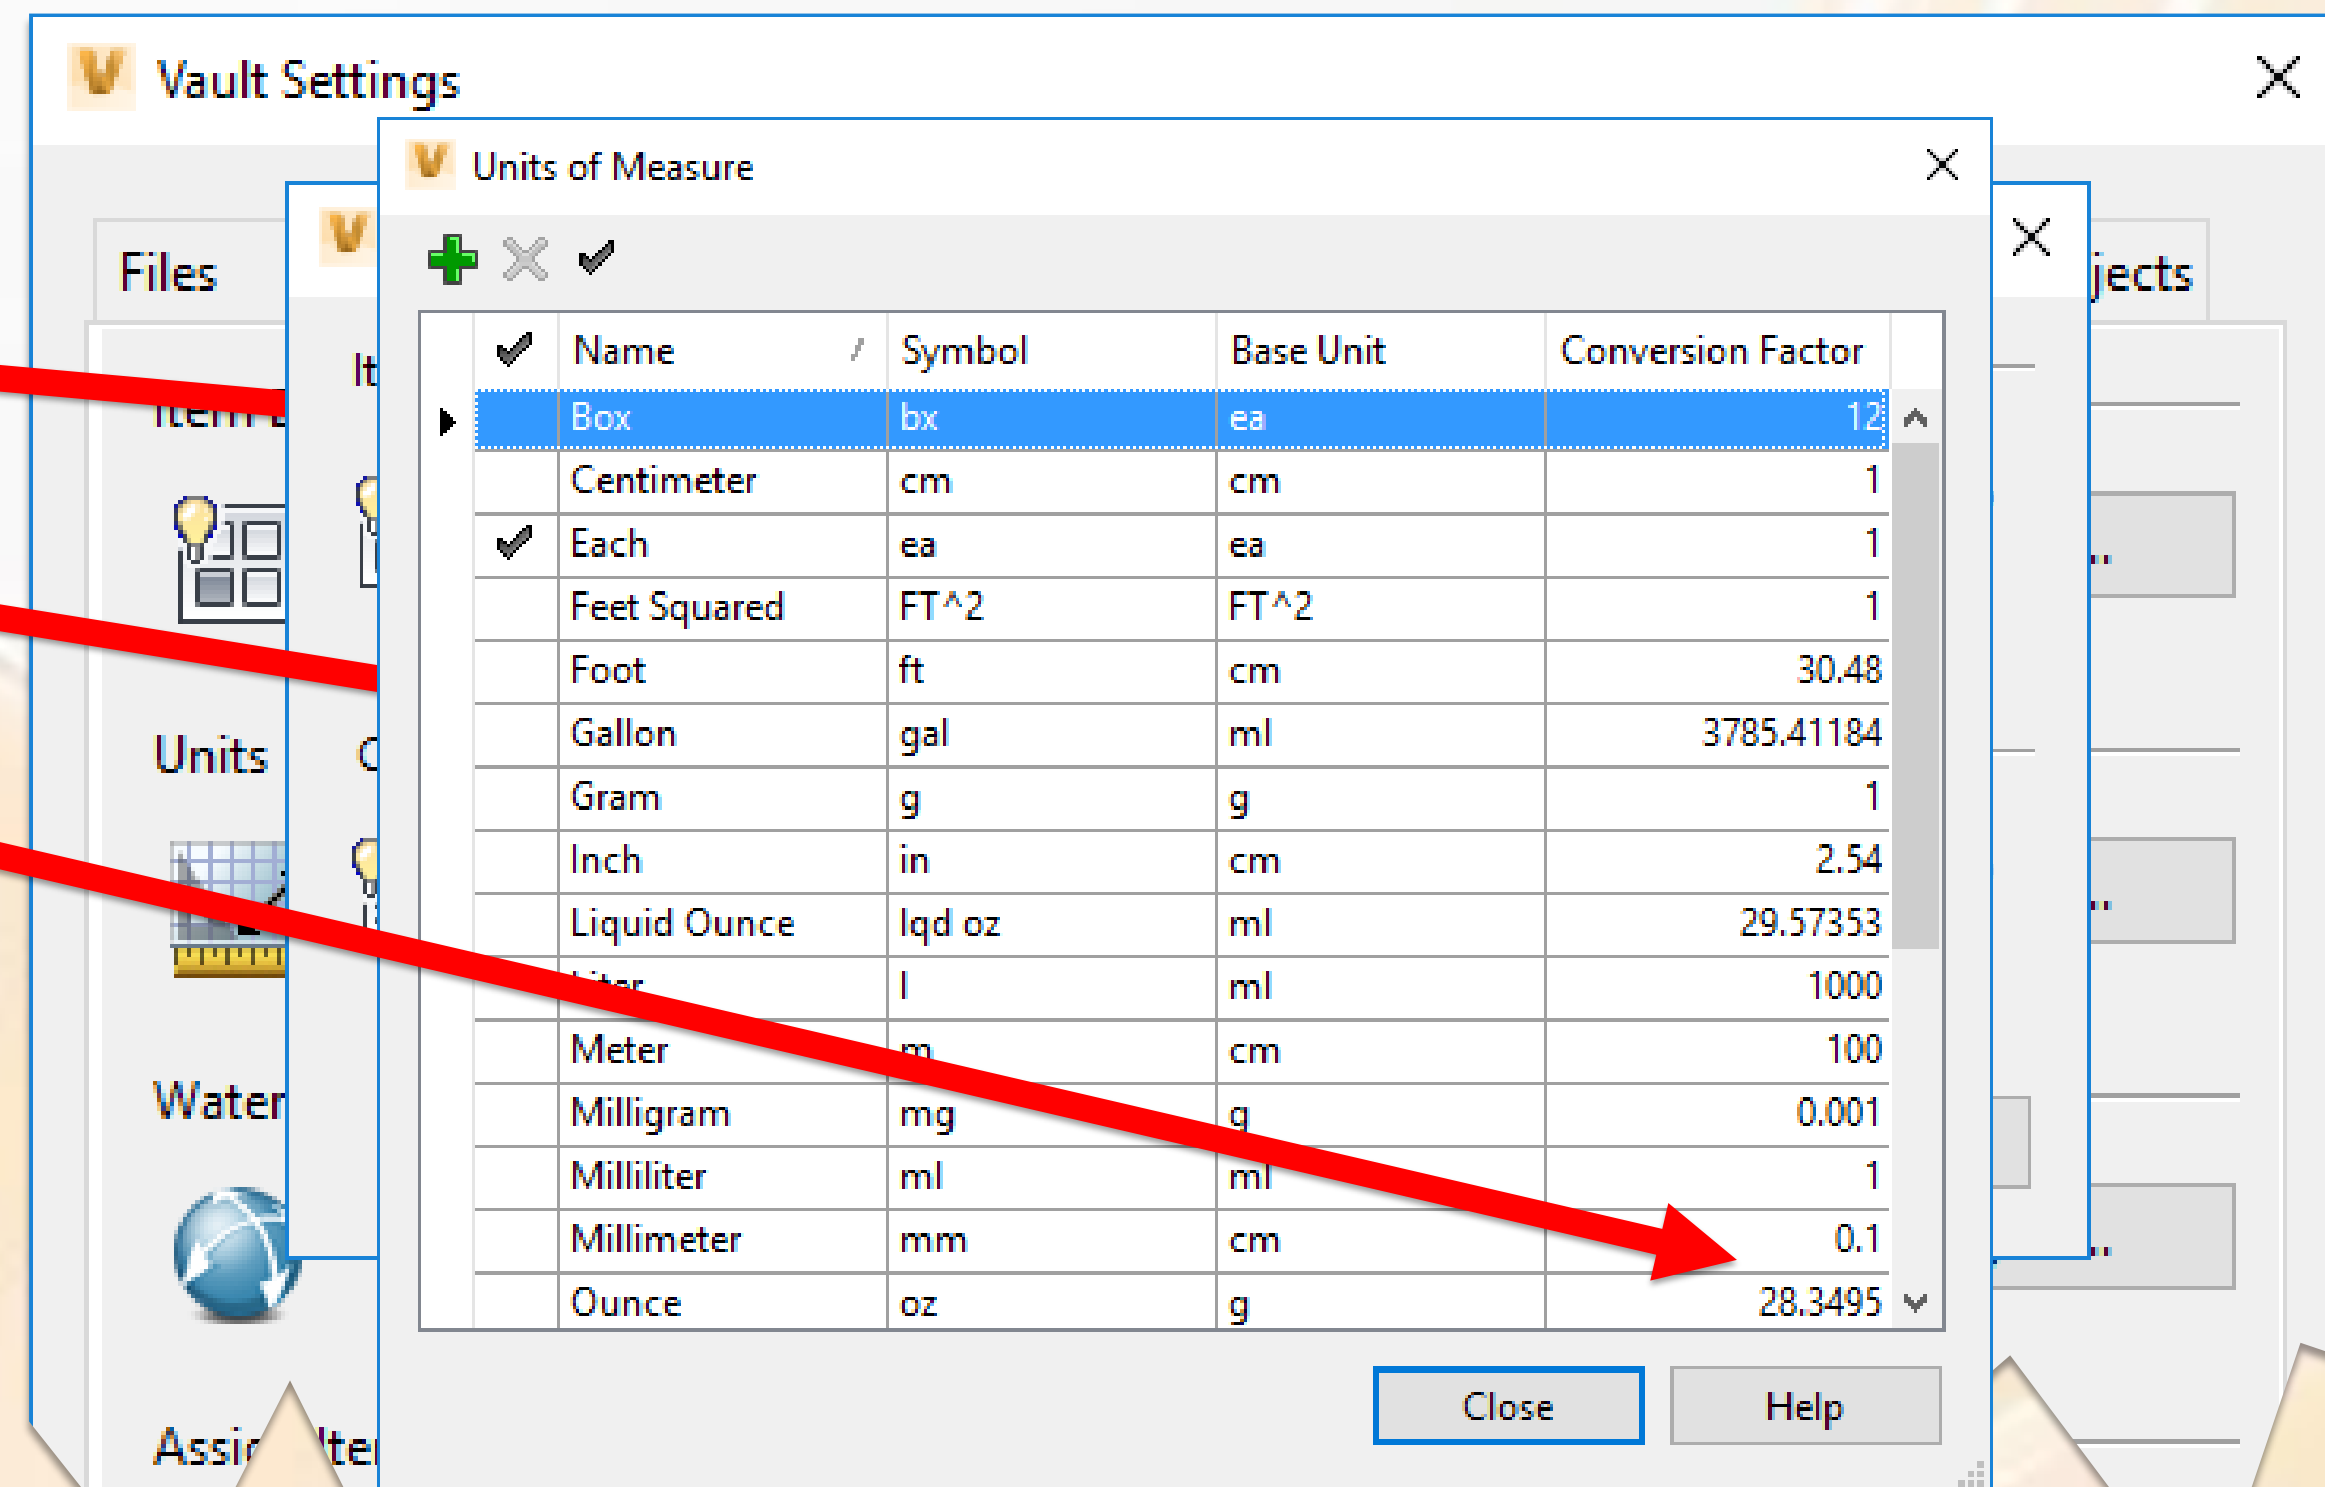 Vault Settings
Units of Measure
Files
jects
It
Name Symbol Base Unit Conversion Factor
Box bx ea 12
Centimeter cm cm 1
Each ea ea 1
Feet Squared FT^2 FT^2 1
Foot ft cm 30.48
Gallon gal ml 3785.41184
Units
Gram g g 1
Inch in cm 2.54
Liquid Ounce lqd oz ml 29.57353
Liter l ml 1000
Meter m cm 100
Water
Milligram mg g 0.001
Milliliter ml ml 1
Millimeter mm cm 0.1
Ounce oz g 28.3495
Close Help